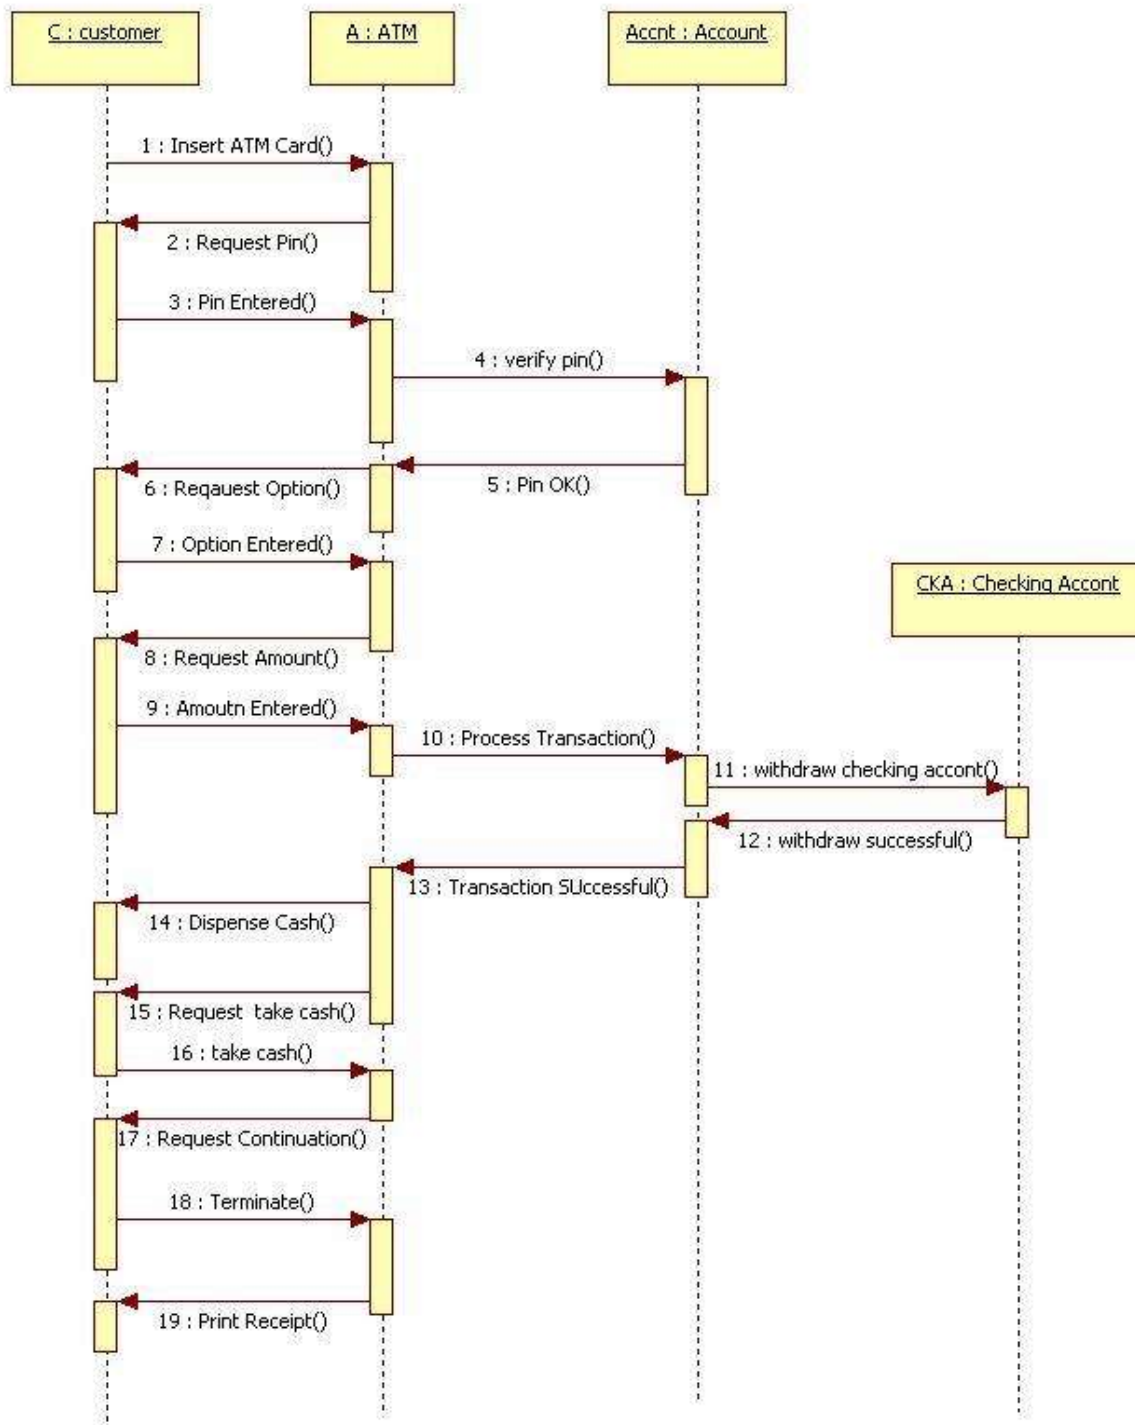 C : customer
A : ATM
Accnt : Account
1 : Insert ATM Card()
2 : Request Pin()
3 : Pin Entered()
4 : verify pin()
5 : Pin OK()
6 : Reqauest Option()
7 : Option Entered()
CKA : Checking Accont
8 : Request Amount()
9 : Amoutn Entered()
10 : Process Transaction()
11 : withdraw checking accont()
12 : withdraw successful()
13 : Transaction SUccessful()
14 : Dispense Cash()
15 : Request  take cash()
16 : take cash()
17 : Request Continuation()
18 : Terminate()
19 : Print Receipt()